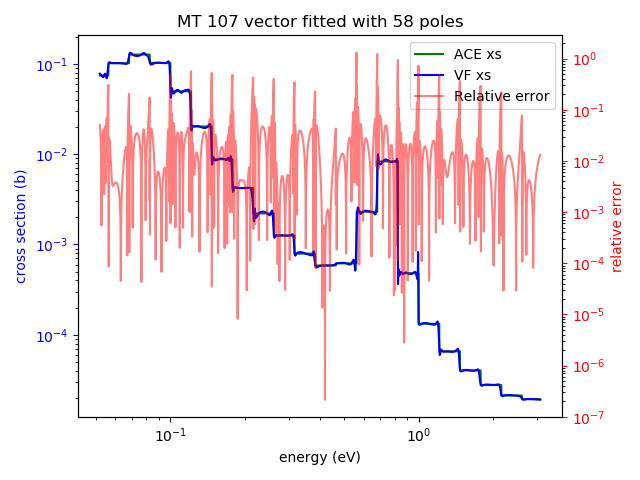 MT 107 vector fitted with 58 poles
ACE xs
VF xs
Relative error
10⁻¹
10⁻²
10⁻³
10⁻⁴
cross section (b)
10⁰
10⁻¹
10⁻²
10⁻³
10⁻⁴
10⁻⁵
10⁻⁶
10⁻⁷
relative error
10⁻¹
10⁰
energy (eV)